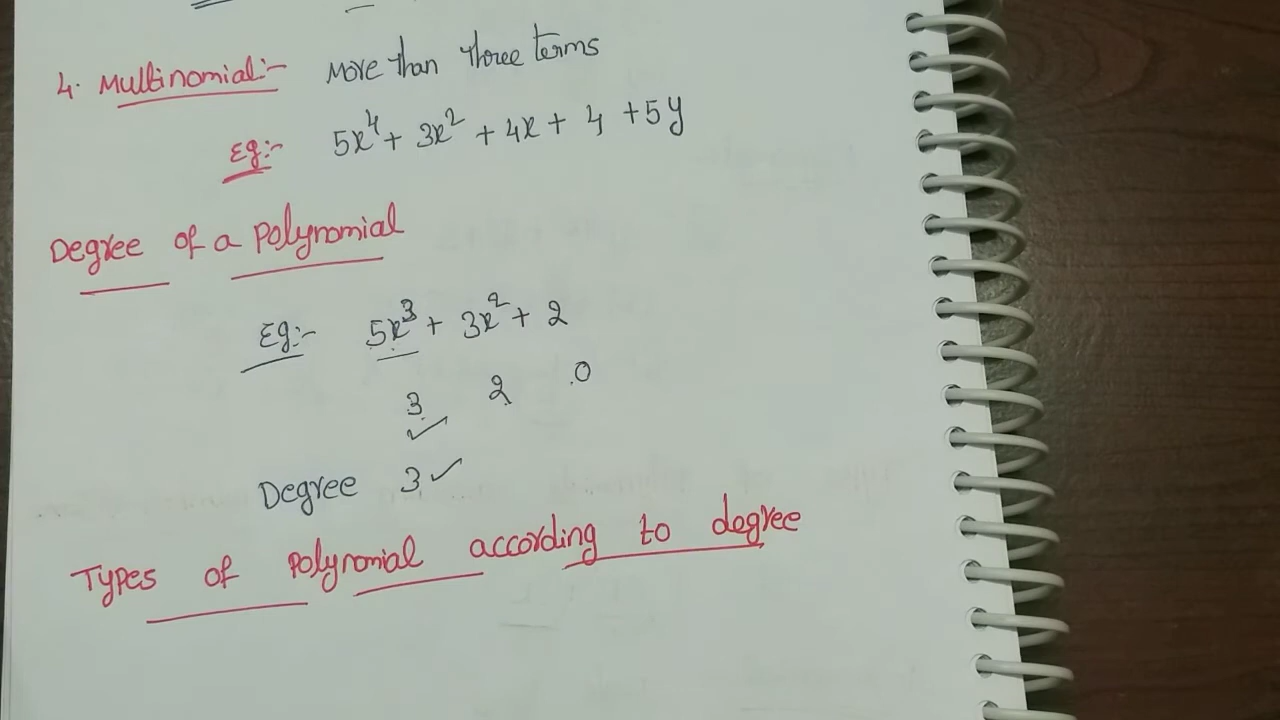 4. Multinomial:- More than three terms
Eg:- 5x⁴ + 3x² + 4x + 4 + 5y
Degree of a polynomial
Eg:- 5x³ + 3x² + 2
3 2 0
Degree 3 ✓
Types of polynomial according to degree